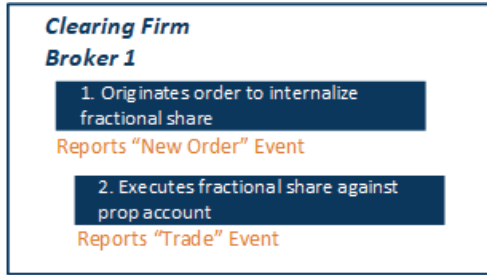 Clearing Firm
Broker 1
1. Originates order to internalize
fractional share
Reports “New Order” Event
2. Executes fractional share against
prop account
Reports “Trade” Event